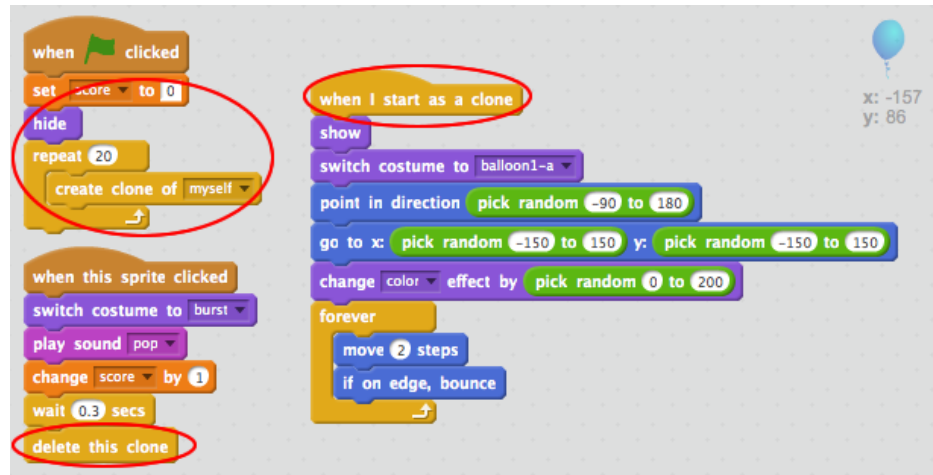 when clicked
set score to 0
hide
repeat 20
create clone of myself
when this sprite clicked
switch costume to burst
play sound pop
change score by 1
wait 0.3 secs
delete this clone
when I start as a clone
show
switch costume to balloon1-a
point in direction pick random -90 to 180
go to x: pick random -150 to 150 y: pick random -150 to 150
change color effect by pick random 0 to 200
forever
move 2 steps
if on edge, bounce
x: -157
y: 86